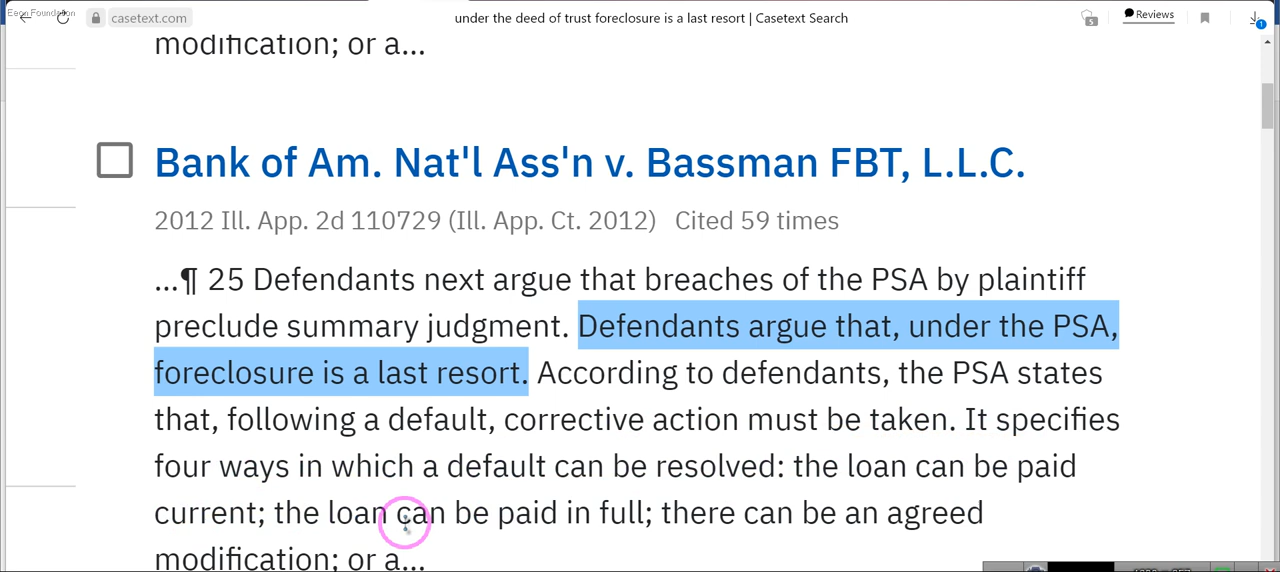 Eeon Foundation
casetext.com
under the deed of trust foreclosure is a last resort | Casetext Search
5
Reviews
1
modification; or a...
Bank of Am. Nat'l Ass'n v. Bassman FBT, L.L.C.
2012 Ill. App. 2d 110729 (Ill. App. Ct. 2012) Cited 59 times
...¶ 25 Defendants next argue that breaches of the PSA by plaintiff
preclude summary judgment. Defendants argue that, under the PSA,
foreclosure is a last resort. According to defendants, the PSA states
that, following a default, corrective action must be taken. It specifies
four ways in which a default can be resolved: the loan can be paid
current; the loan can be paid in full; there can be an agreed
modification; or a...